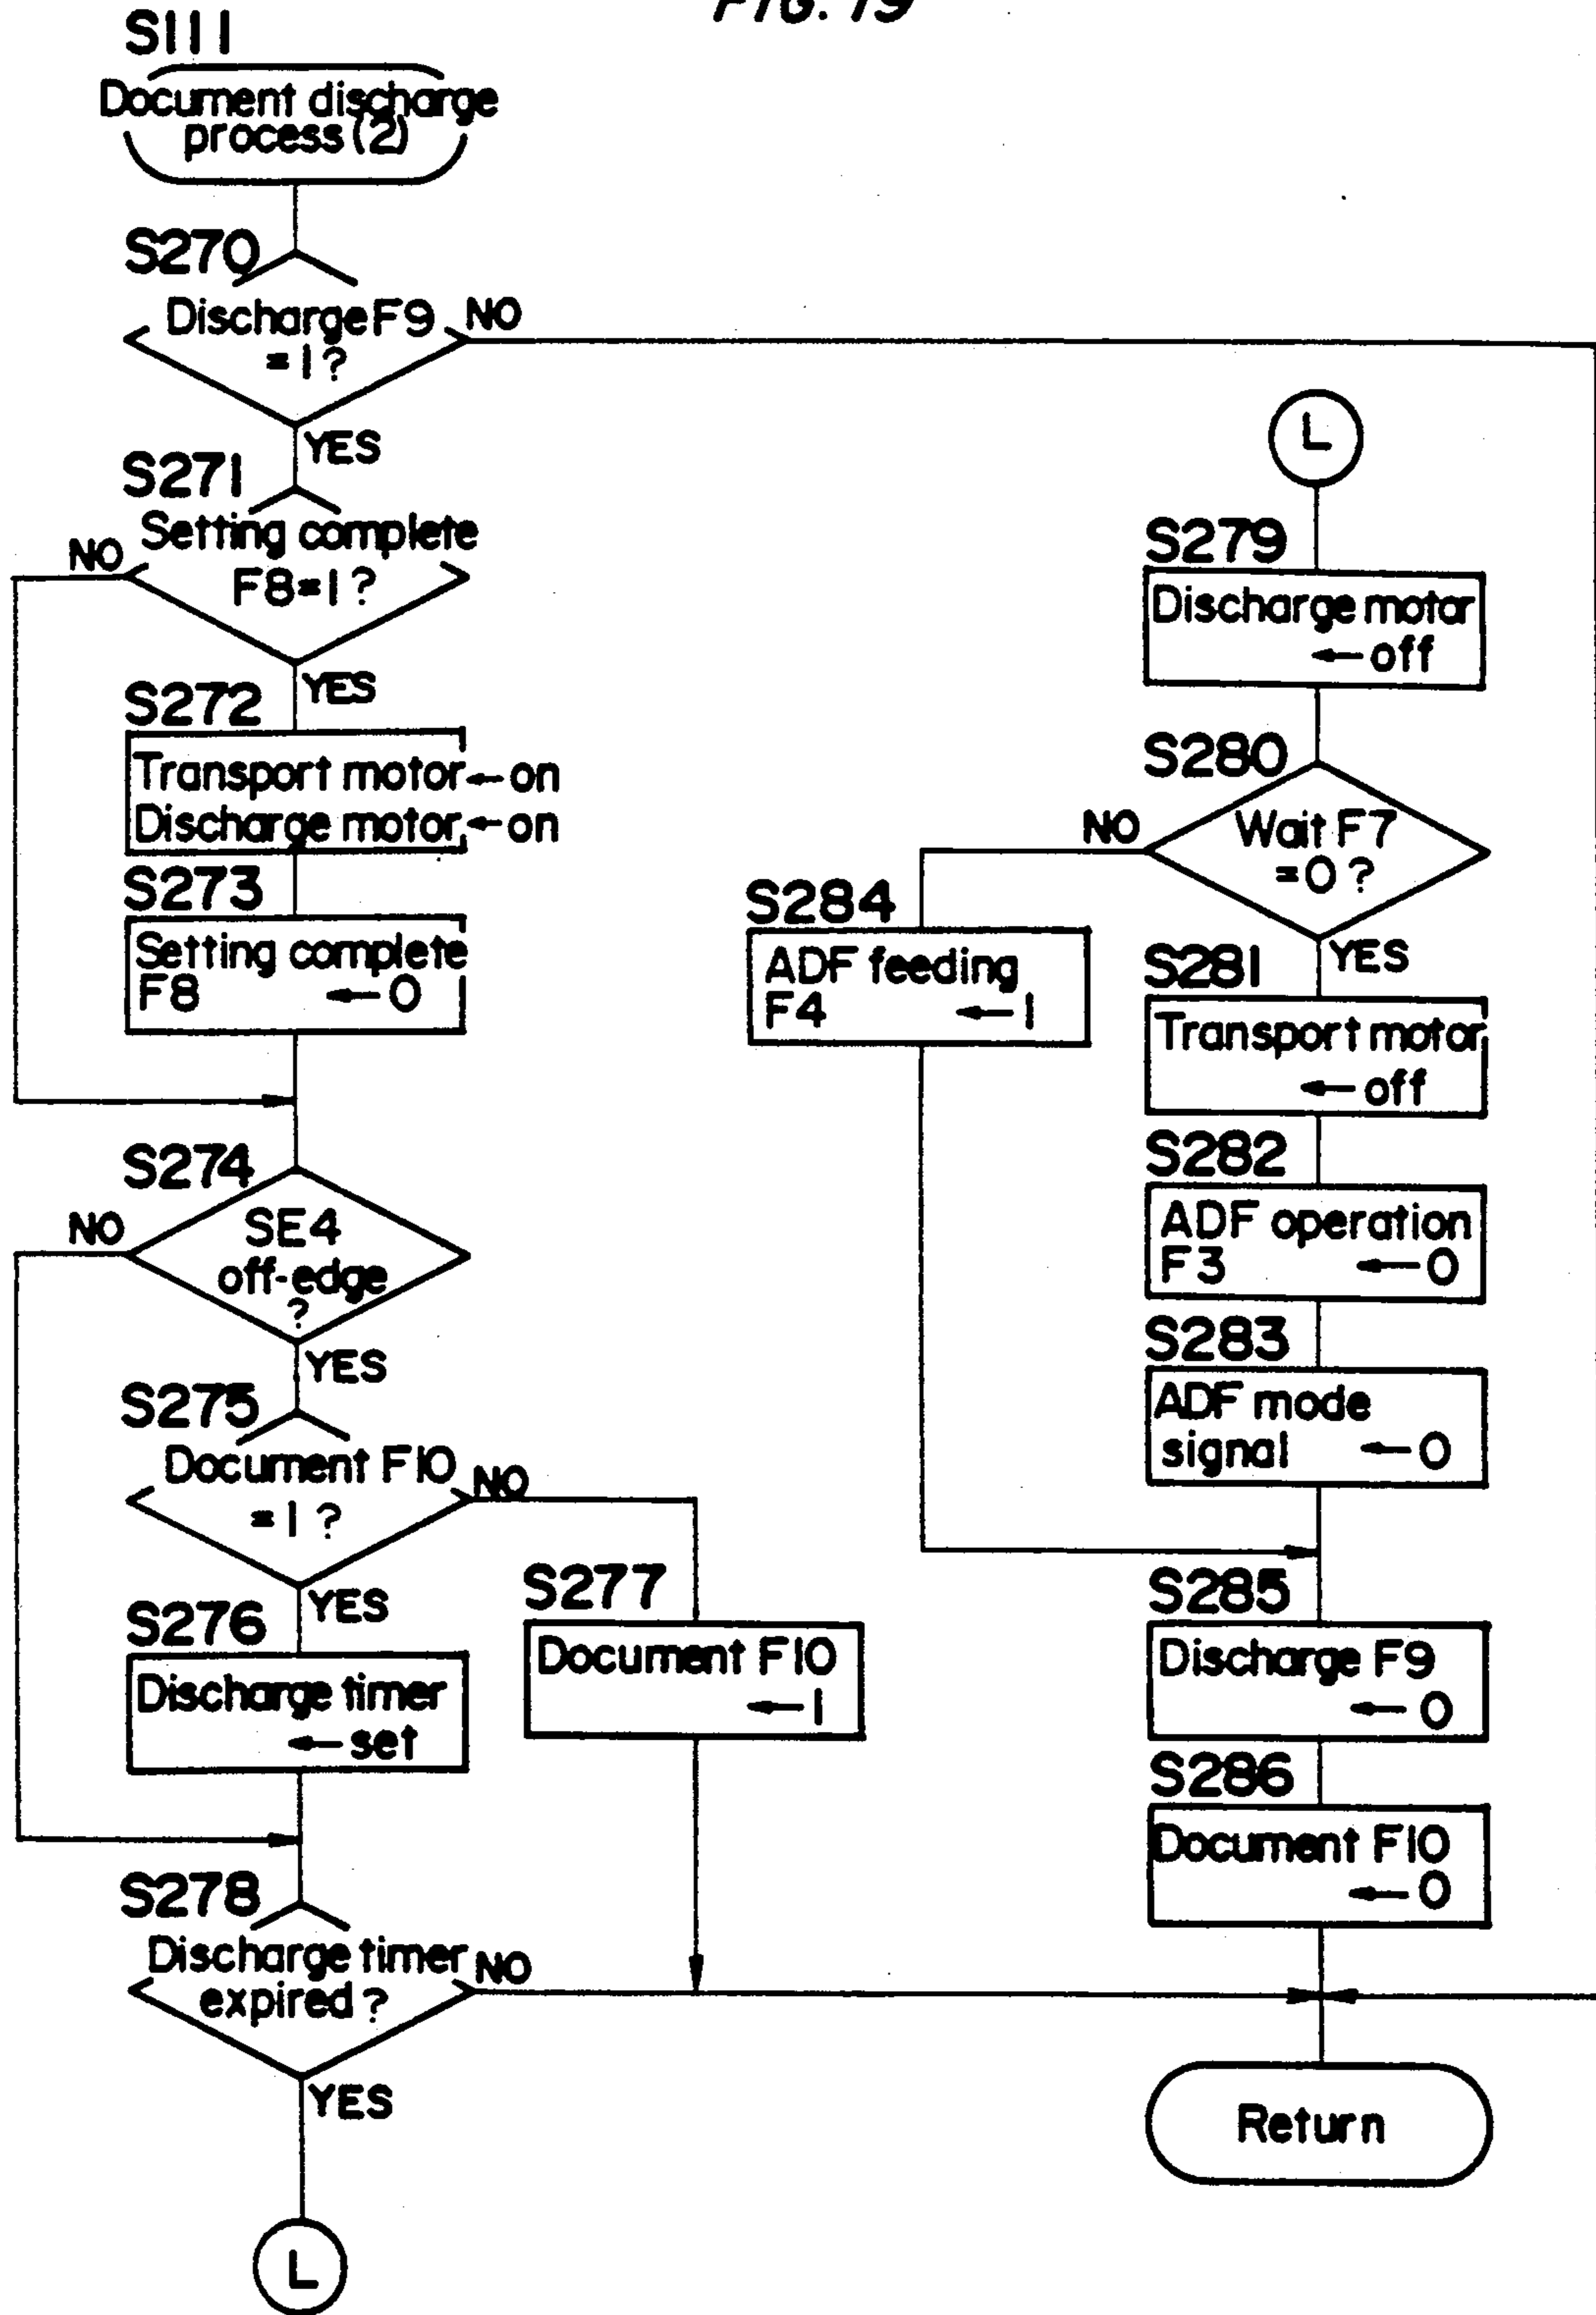 FIG. 19
S111
Document discharge
process (2)
S270
Discharge F9
=1?
NO
YES
S271
Setting complete
F8=1?
NO
YES
S272
Transport motor←on
Discharge motor←on
S273
Setting complete
F8 ←0
S274
SE4
off-edge
?
NO
YES
S275
Document F10
=1?
NO
YES
S276
Discharge timer
←set
S277
Document F10
←1
S278
Discharge timer
expired?
NO
YES
L
L
S279
Discharge motor
←off
S280
Wait F7
=0?
NO
YES
S284
ADF feeding
F4 ←1
S281
Transport motor
←off
S282
ADF operation
F3 ←0
S283
ADF mode
signal ←0
S285
Discharge F9
←0
S286
Document F10
←0
Return